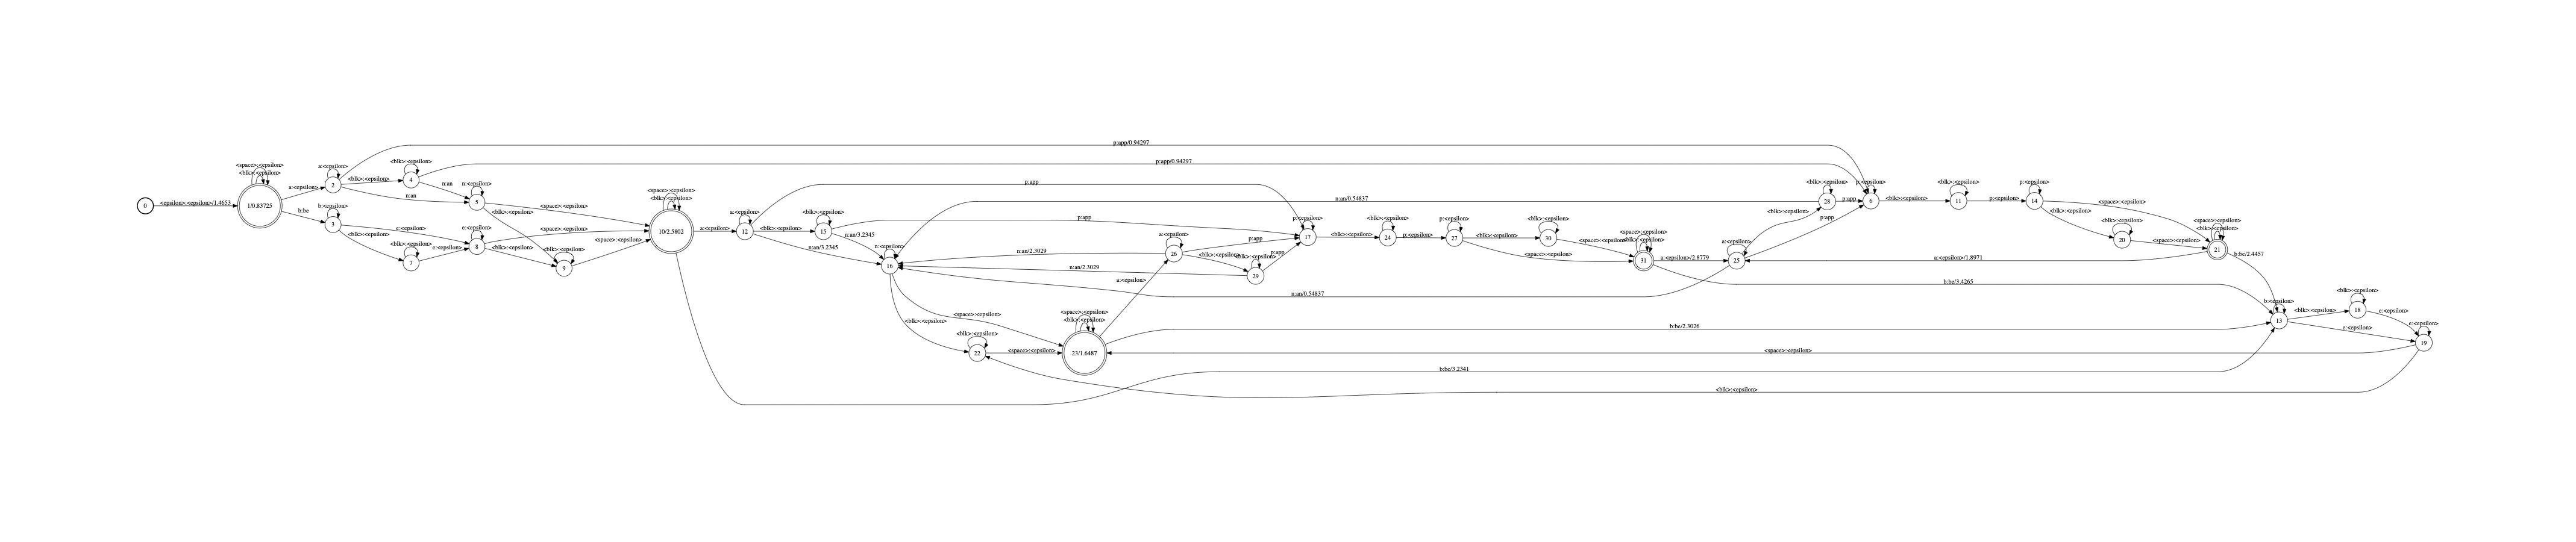 p:app/0.94297
<space>:<epsilon>
<blk>:<epsilon>
a:<epsilon>
<blk>:<epsilon>
p:app/0.94297
0
<epsilon>:<epsilon>/1.4653
1/0.83725
a:<epsilon>
2
<blk>:<epsilon>
4
n:an
n:<epsilon>
n:an
5
<space>:<epsilon>
b:be
b:<epsilon>
3
e:<epsilon>
<blk>:<epsilon>
<blk>:<epsilon>
7
e:<epsilon>
e:<epsilon>
8
<space>:<epsilon>
<blk>:<epsilon>
<blk>:<epsilon>
<blk>:<epsilon>
9
<space>:<epsilon>
<space>:<epsilon>
<blk>:<epsilon>
10/2.5802
a:<epsilon>
a:<epsilon>
12
p:app
<blk>:<epsilon>
<blk>:<epsilon>
15
p:app
n:an/3.2345
n:an/3.2345
n:<epsilon>
16
n:an/0.54837
n:an/2.3029
n:an/2.3029
a:<epsilon>
26
p:app
<blk>:<epsilon>
<blk>:<epsilon>
29
p:app
a:<epsilon>
n:an/0.54837
<space>:<epsilon>
<blk>:<epsilon>
<blk>:<epsilon>
22
<space>:<epsilon>
<space>:<epsilon>
<blk>:<epsilon>
23/1.6487
p:<epsilon>
17
<blk>:<epsilon>
<blk>:<epsilon>
24
p:<epsilon>
p:<epsilon>
27
<blk>:<epsilon>
<blk>:<epsilon>
30
<space>:<epsilon>
<space>:<epsilon>
<space>:<epsilon>
<blk>:<epsilon>
31
a:<epsilon>/2.8779
a:<epsilon>
25
<blk>:<epsilon>
p:app
<blk>:<epsilon>
28
p:app
p:<epsilon>
6
<blk>:<epsilon>
<blk>:<epsilon>
11
p:<epsilon>
p:<epsilon>
14
<space>:<epsilon>
<blk>:<epsilon>
<blk>:<epsilon>
20
<space>:<epsilon>
<space>:<epsilon>
<blk>:<epsilon>
21
a:<epsilon>/1.8971
b:be/2.4457
b:be/3.4265
b:be/2.3026
b:be/3.2341
b:<epsilon>
13
<blk>:<epsilon>
<blk>:<epsilon>
18
e:<epsilon>
e:<epsilon>
e:<epsilon>
19
<space>:<epsilon>
<blk>:<epsilon>